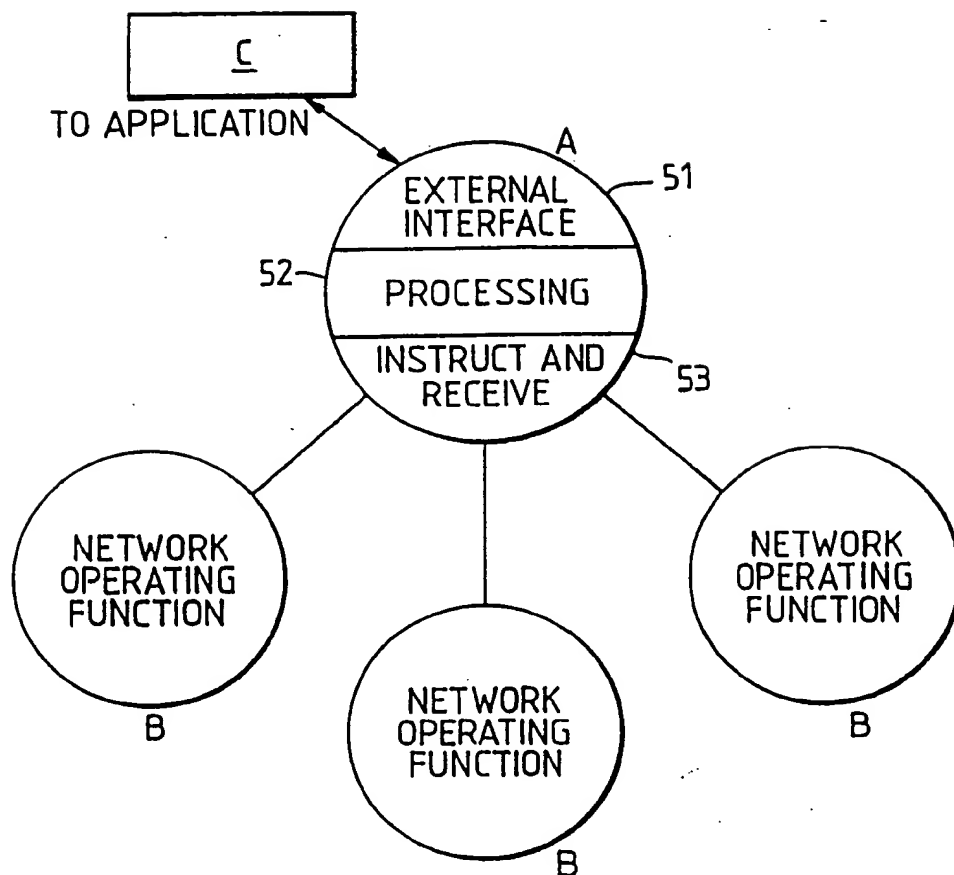 C
TO APPLICATION
A
51
EXTERNAL
INTERFACE
52
PROCESSING
INSTRUCT AND
RECEIVE
53
NETWORK
OPERATING
FUNCTION
B
NETWORK
OPERATING
FUNCTION
B
NETWORK
OPERATING
FUNCTION
B